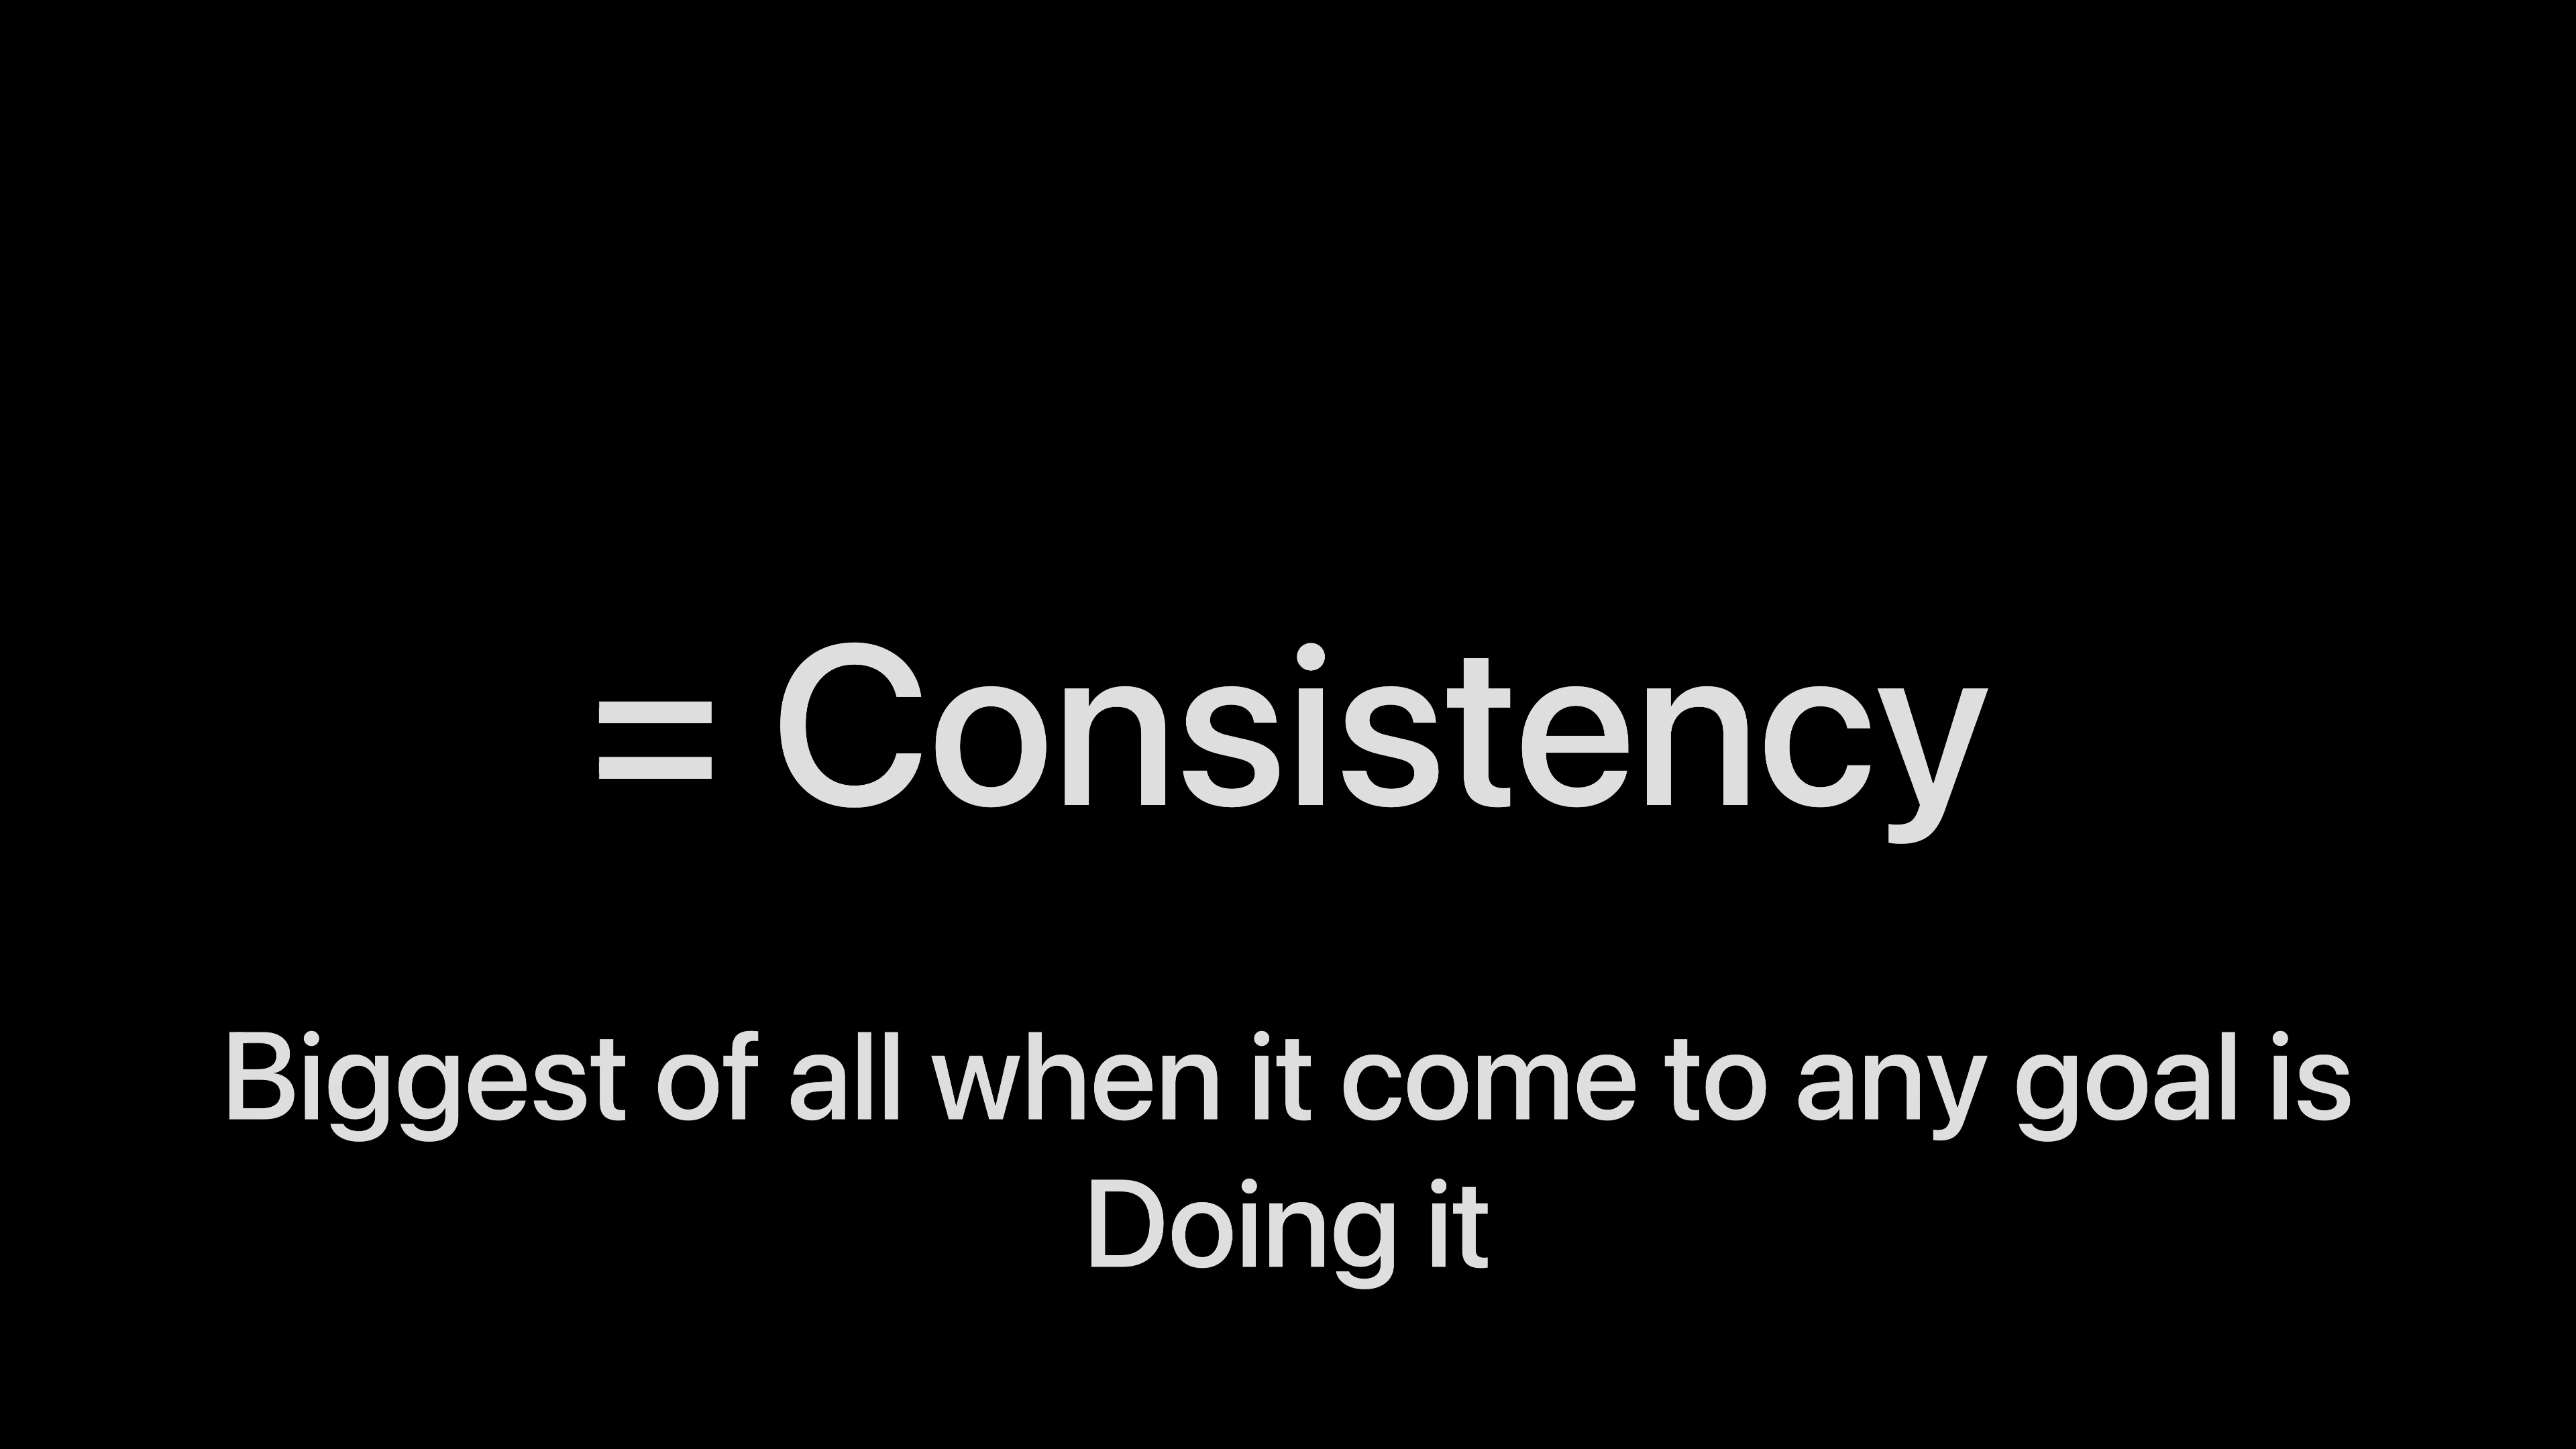 = Consistency
Biggest of all when it come to any goal is
Doing it